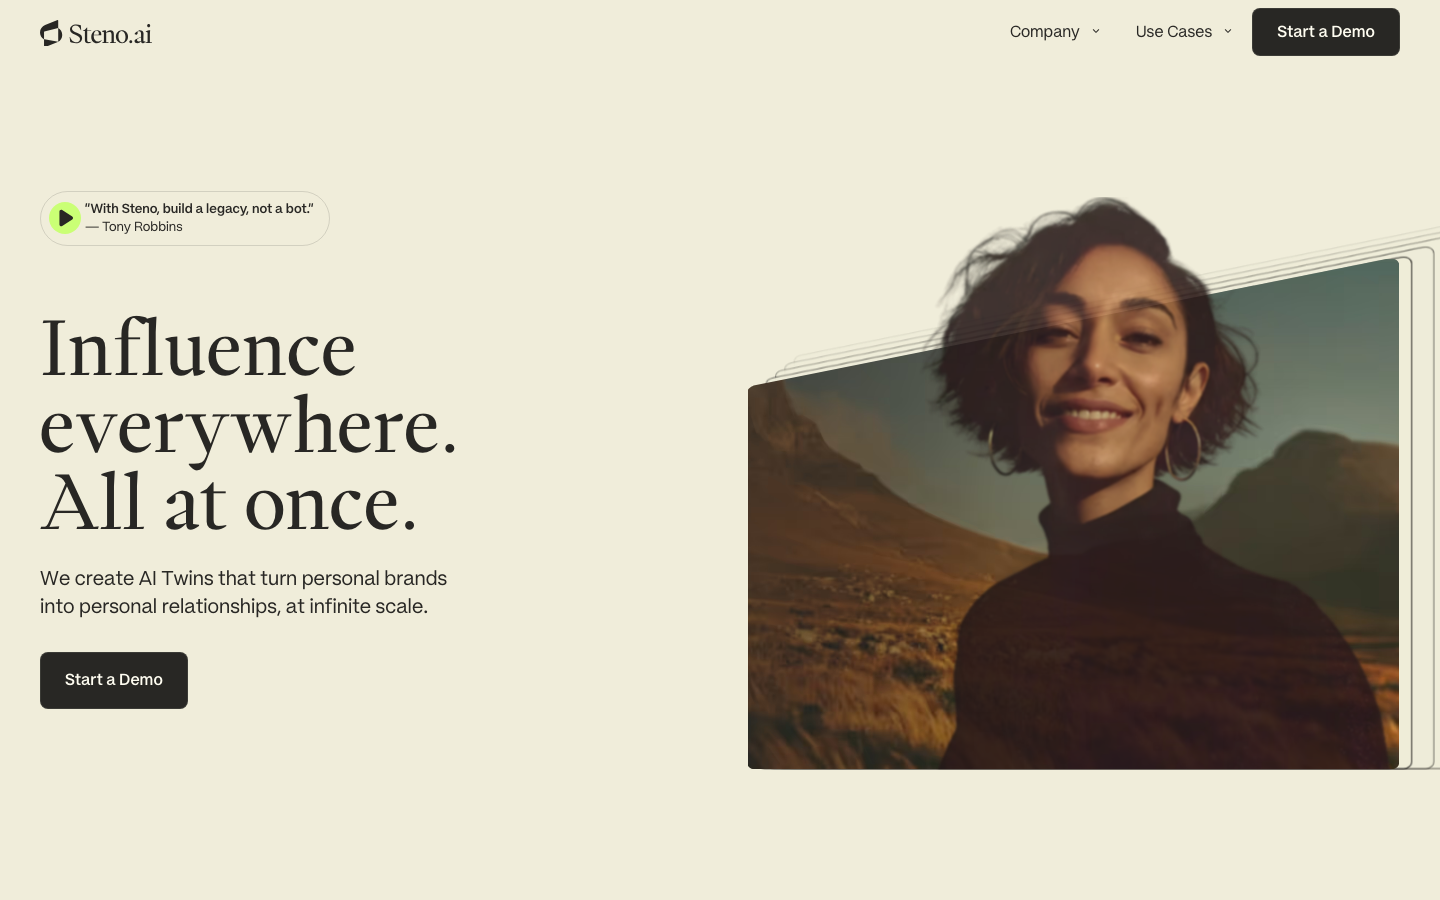 Steno.ai
Company
Use Cases
Start a Demo
"With Steno, build a legacy, not a bot."
— Tony Robbins
Influence
everywhere.
All at once.
We create AI Twins that turn personal brands
into personal relationships, at infinite scale.
Start a Demo